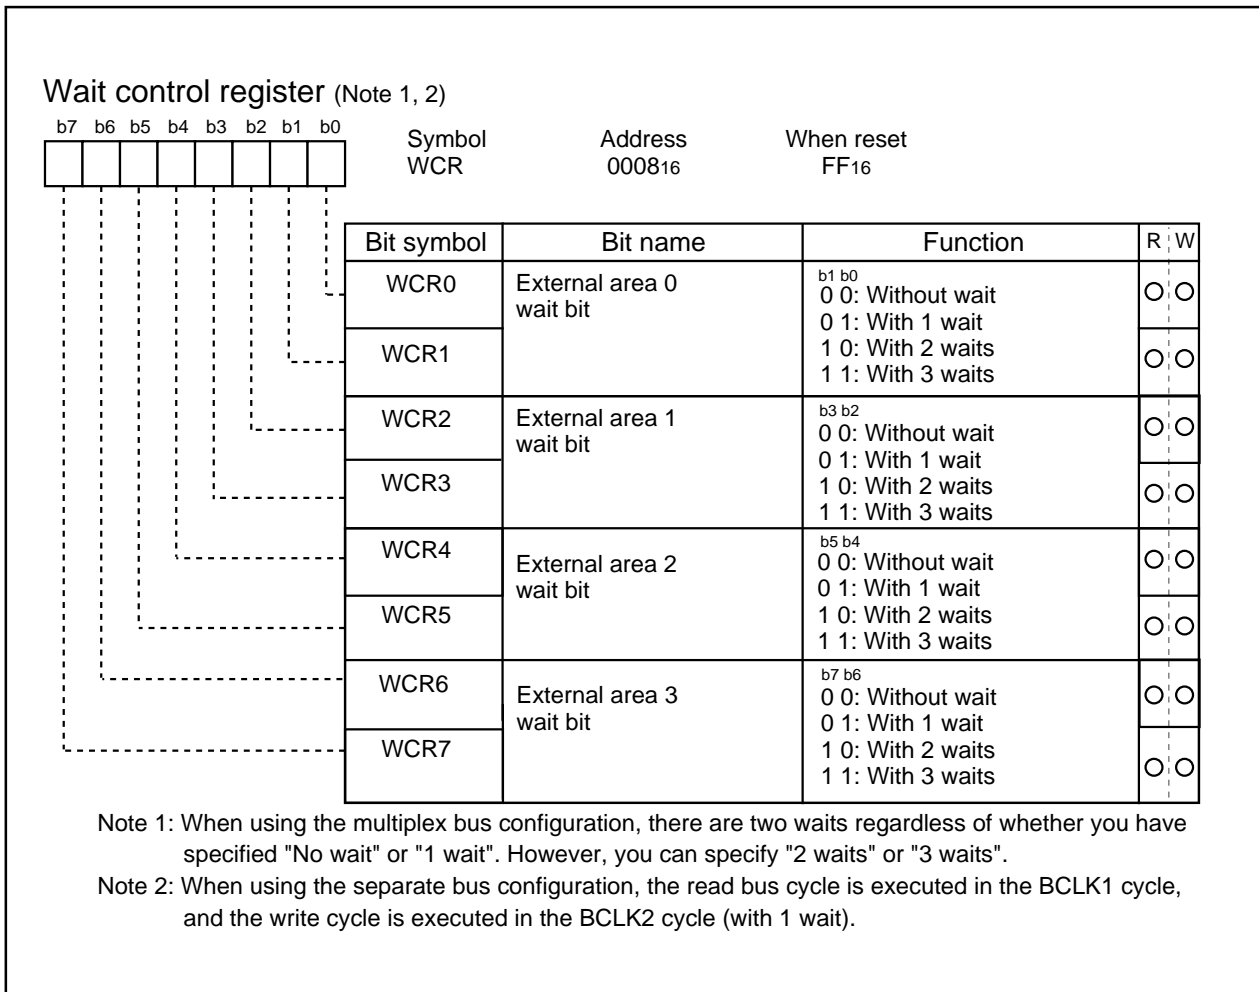 Wait control register (Note 1, 2)
b7 b6 b5 b4 b3 b2 b1 b0
Symbol Address When reset
WCR 000816 FF16
Bit symbol Bit name Function R W
WCR0 External area 0 wait bit
b1 b0
0 0: Without wait
0 1: With 1 wait
1 0: With 2 waits
1 1: With 3 waits
WCR1
WCR2 External area 1 wait bit
b3 b2
0 0: Without wait
0 1: With 1 wait
1 0: With 2 waits
1 1: With 3 waits
WCR3
WCR4 External area 2 wait bit
b5 b4
0 0: Without wait
0 1: With 1 wait
1 0: With 2 waits
1 1: With 3 waits
WCR5
WCR6 External area 3 wait bit
b7 b6
0 0: Without wait
0 1: With 1 wait
1 0: With 2 waits
1 1: With 3 waits
WCR7
Note 1: When using the multiplex bus configuration, there are two waits regardless of whether you have
specified "No wait" or "1 wait". However, you can specify "2 waits" or "3 waits".
Note 2: When using the separate bus configuration, the read bus cycle is executed in the BCLK1 cycle,
and the write cycle is executed in the BCLK2 cycle (with 1 wait).